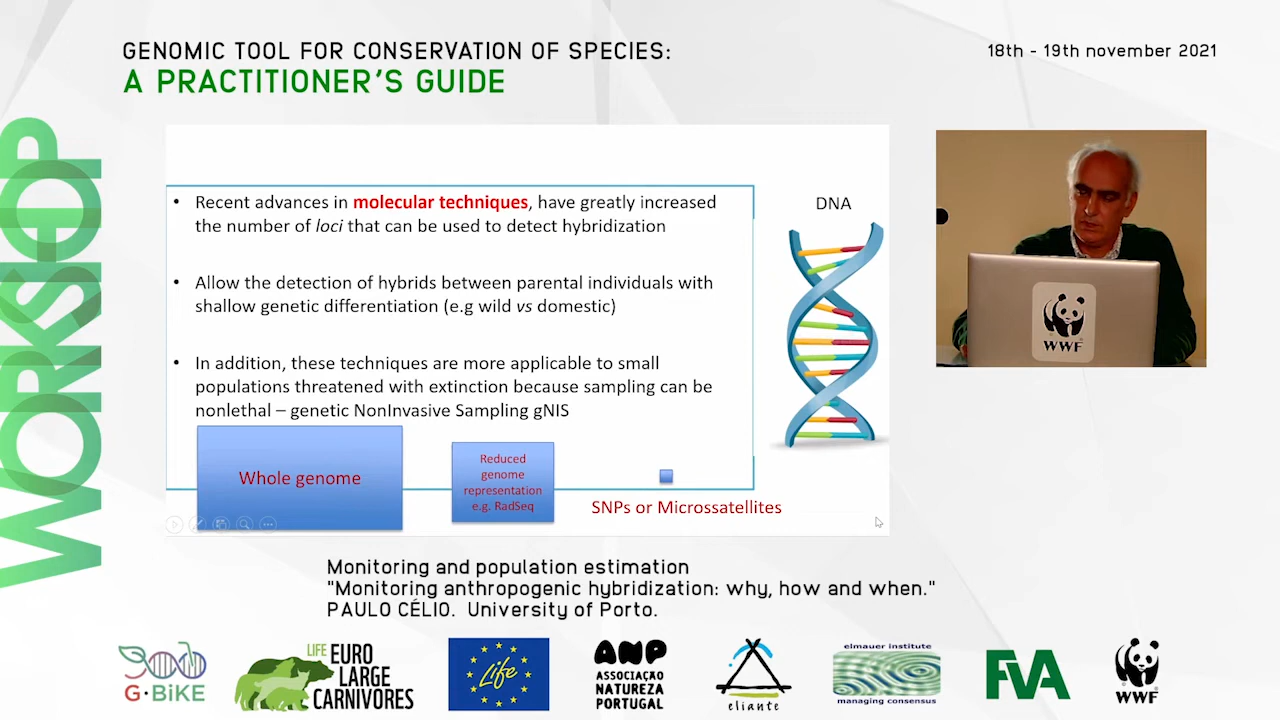 GENOMIC TOOL FOR CONSERVATION OF SPECIES:
A PRACTITIONER'S GUIDE
18th - 19th november 2021
WORKSHOP
• Recent advances in molecular techniques, have greatly increased
the number of loci that can be used to detect hybridization
• Allow the detection of hybrids between parental individuals with
shallow genetic differentiation (e.g wild vs domestic)
• In addition, these techniques are more applicable to small
populations threatened with extinction because sampling can be
nonlethal – genetic NonInvasive Sampling gNIS
DNA
Whole genome
Reduced
genome
representation
e.g. RadSeq
SNPs or Microssatellites
WWF
Monitoring and population estimation
"Monitoring anthropogenic hybridization: why, how and when."
PAULO CÉLIO. University of Porto.
G·BiKE
LIFE EURO
LARGE
CARNIVORES
Life
ANP
ASSOCIAÇÃO
NATUREZA
PORTUGAL
eliante
elmauer institute
managing consensus
FVA
WWF